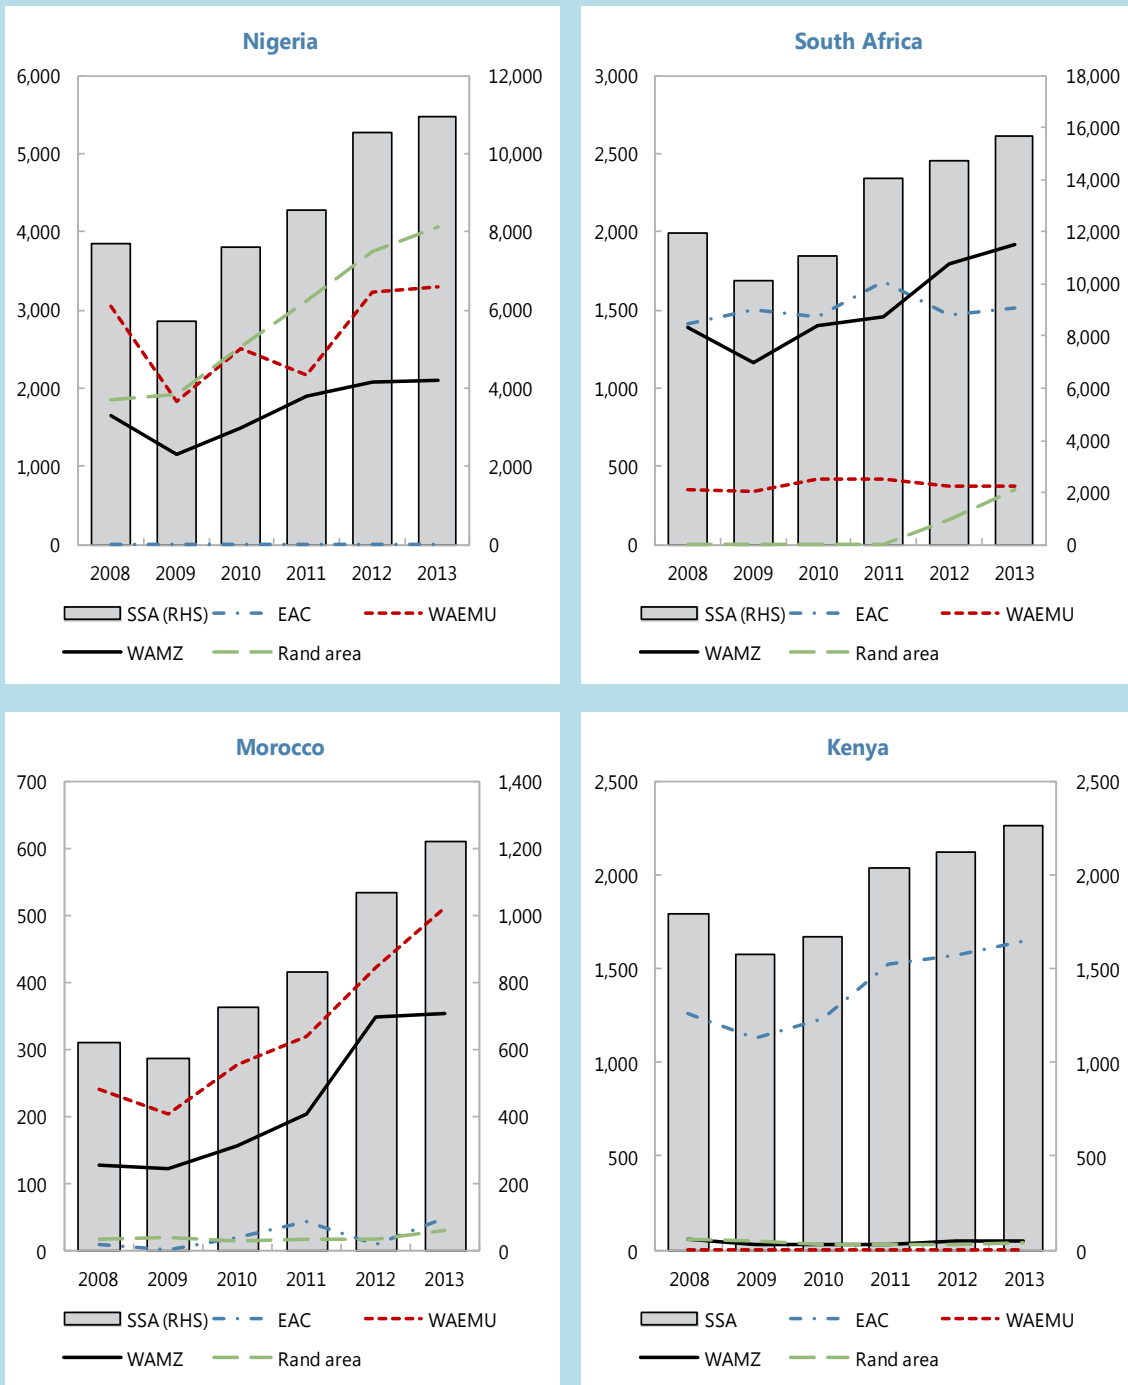 Nigeria
6,000 12,000
5,000 10,000
4,000 8,000
3,000 6,000
2,000 4,000
1,000 2,000
0 0
2008 2009 2010 2011 2012 2013
SSA (RHS) EAC WAEMU
WAMZ Rand area
South Africa
3,000 18,000
16,000
2,500
14,000
2,000 12,000
10,000
1,500
8,000
1,000 6,000
4,000
500
2,000
0 0
2008 2009 2010 2011 2012 2013
SSA (RHS) EAC WAEMU
WAMZ Rand area
Morocco
700 1,400
600 1,200
500 1,000
400 800
300 600
200 400
100 200
0 0
2008 2009 2010 2011 2012 2013
SSA (RHS) EAC WAEMU
WAMZ Rand area
Kenya
2,500 2,500
2,000 2,000
1,500 1,500
1,000 1,000
500 500
0 0
2008 2009 2010 2011 2012 2013
SSA EAC WAEMU
WAMZ Rand area